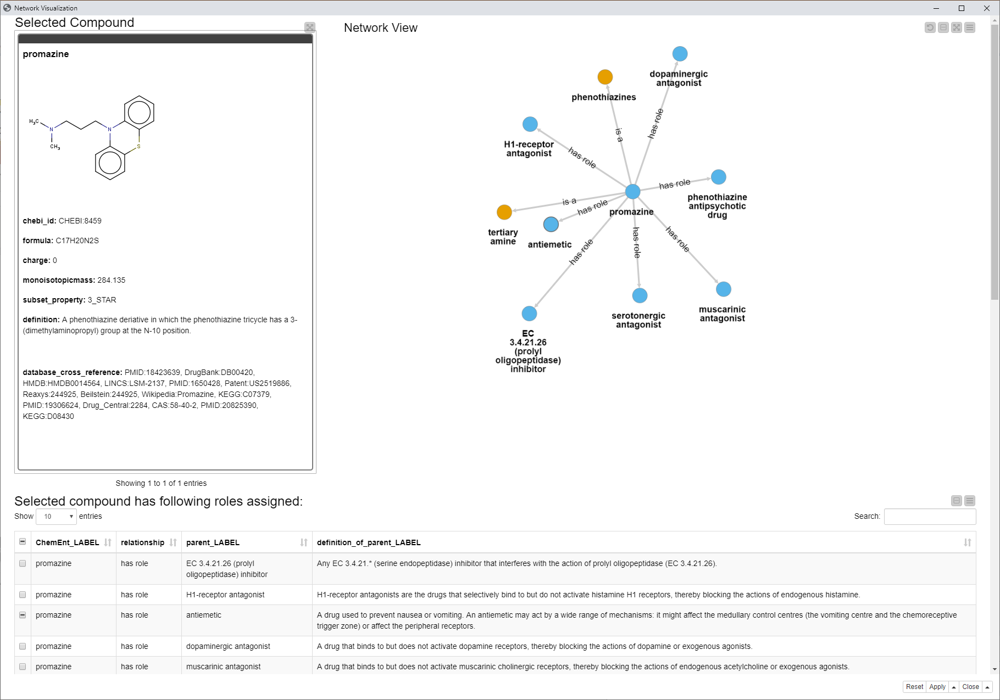 Network Visualization
Selected Compound
promazine
H3C
N
CH3
N
S
chebi_id: CHEBI:8459
formula: C17H20N2S
charge: 0
monoisotopicmass: 284.135
subset_property: 3_STAR
definition: A phenothiazine deriative in which the phenothiazine tricycle has a 3-
(dimethylaminopropyl) group at the N-10 position.
database_cross_reference: PMID:18423639, DrugBank:DB00420,
HMDB:HMDB0014564, LINCS:LSM-2137, PMID:1650428, Patent:US2519886,
Reaxys:244925, Beilstein:244925, Wikipedia:Promazine, KEGG:C07379,
PMID:19306624, Drug_Central:2284, CAS:58-40-2, PMID:20825390,
KEGG:D08430
Showing 1 to 1 of 1 entries
Network View
dopaminergic
antagonist
phenothiazines
has role
is a
H1-receptor
antagonist
has role
has role
phenothiazine
antipsychotic
drug
is a
has role
promazine
tertiary
amine
antiemetic
has role
has role
has role
serotonergic
antagonist
muscarinic
antagonist
EC
3.4.21.26
(prolyl
oligopeptidase)
inhibitor
Selected compound has following roles assigned:
Show 10 entries
Search:
ChemEnt_LABEL relationship parent_LABEL definition_of_parent_LABEL
promazine has role EC 3.4.21.26 (prolyl Any EC 3.4.21.* (serine endopeptidase) inhibitor that interferes with the action of prolyl oligopeptidase (EC 3.4.21.26).
oligopeptidase) inhibitor
promazine has role H1-receptor antagonist H1-receptor antagonists are the drugs that selectively bind to but do not activate histamine H1 receptors, thereby blocking the actions of endogenous histamine.
promazine has role antiemetic A drug used to prevent nausea or vomiting. An antiemetic may act by a wide range of mechanisms: it might affect the medullary control centres (the vomiting centre and the chemoreceptive
trigger zone) or affect the peripheral receptors.
promazine has role dopaminergic antagonist A drug that binds to but does not activate dopamine receptors, thereby blocking the actions of dopamine or exogenous agonists.
promazine has role muscarinic antagonist A drug that binds to but does not activate muscarinic cholinergic receptors, thereby blocking the actions of endogenous acetylcholine or exogenous agonists.
Reset Apply Close